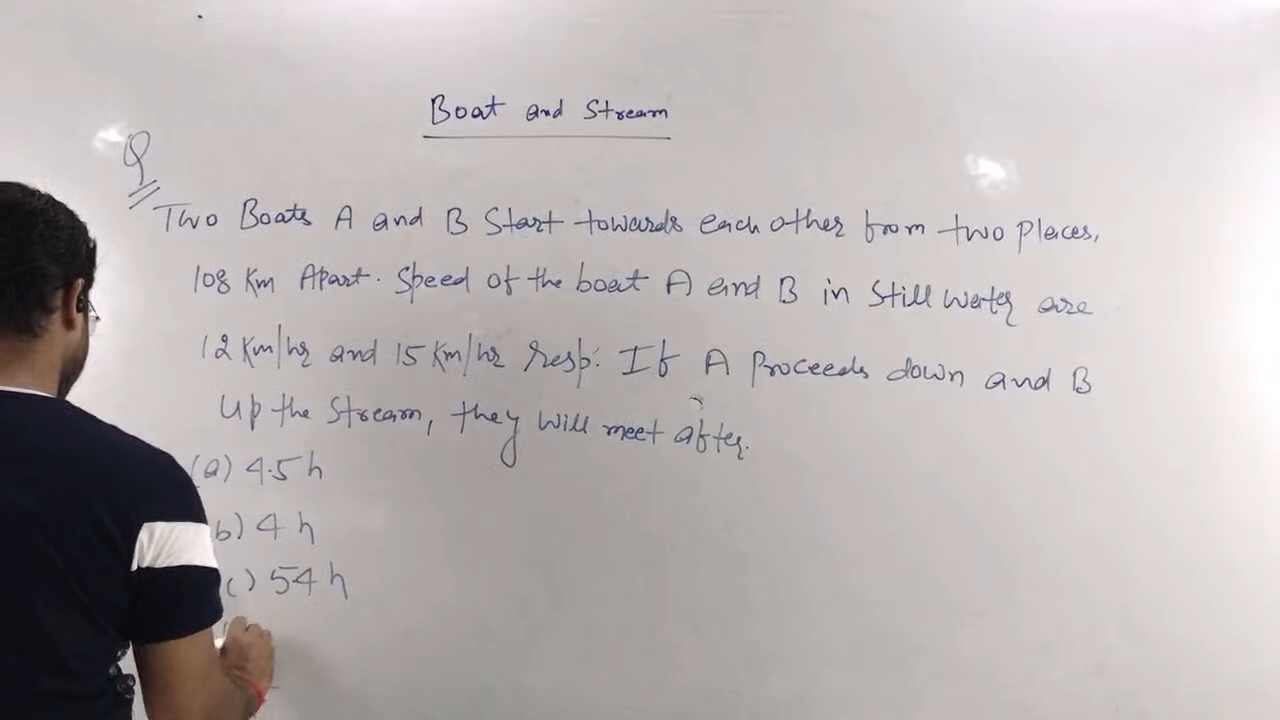 Boat and Stream
Q
Two Boats A and B Start towards each other from two places,
108 Km Apart. Speed of the boat A and B in Still Water are
12 Km/hr and 15 Km/hr resp. If A Proceeds down and B
Up the Stream, they will meet after.
(a) 4.5 h
b) 4 h
(c) 54 h